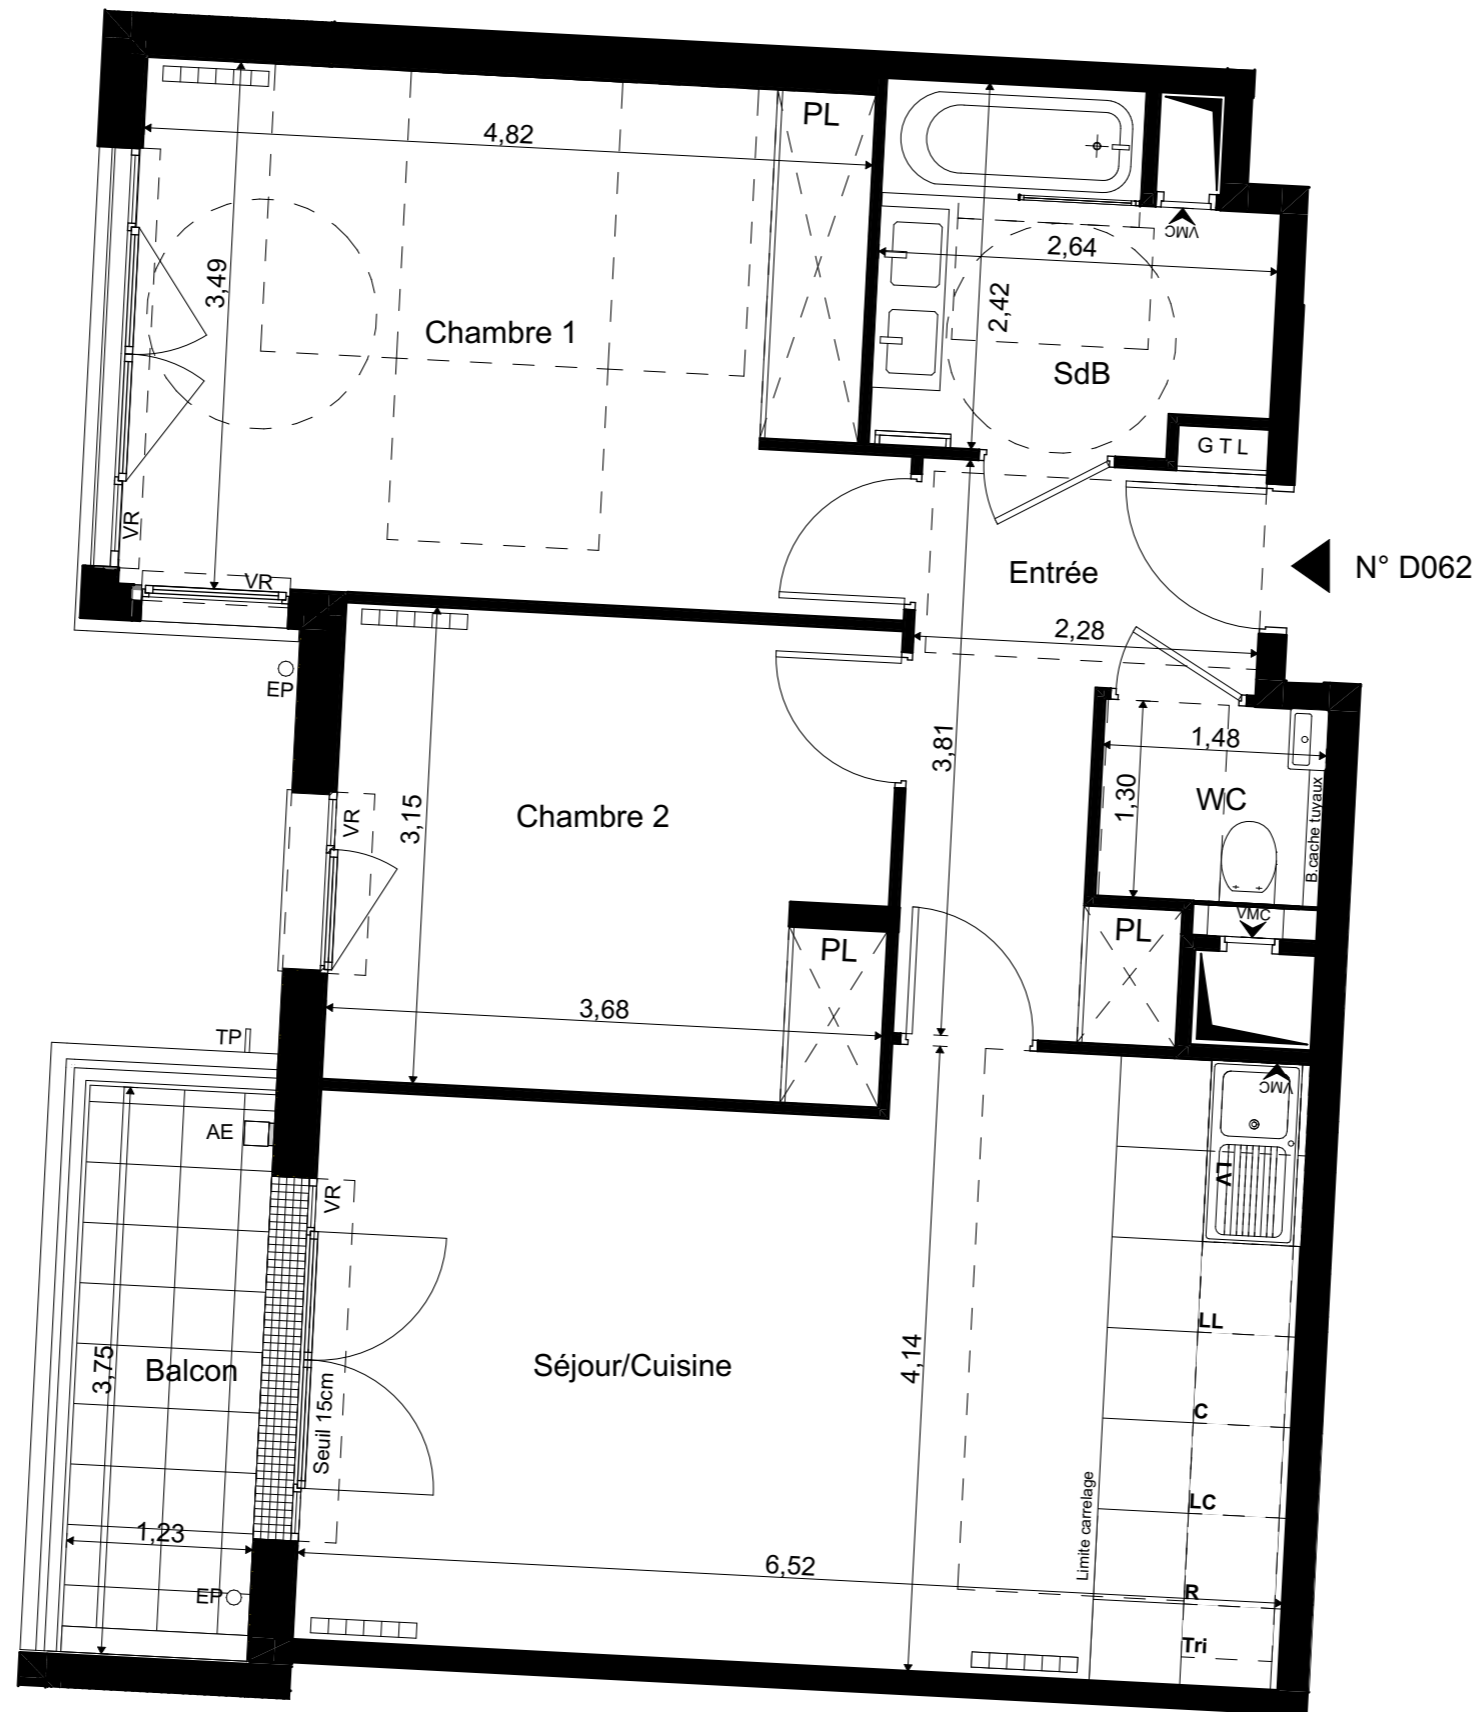 PL
4,82
3,49
Chambre 1
VMC
2,64
2,42
SdB
G T L
VR
VR
Entrée
N° D062
2,28
EP
3,81
1,48
WC
1,30
B.cache tuyaux
VR
3,15
Chambre 2
VMC
PL
PL
3,68
TP
VMC
AE
LV
VR
LL
Séjour/Cuisine
4,14
Balcon
3,75
C
Seuil 15cm
LC
Limite carrelage
1,23
6,52
R
EP
Tri